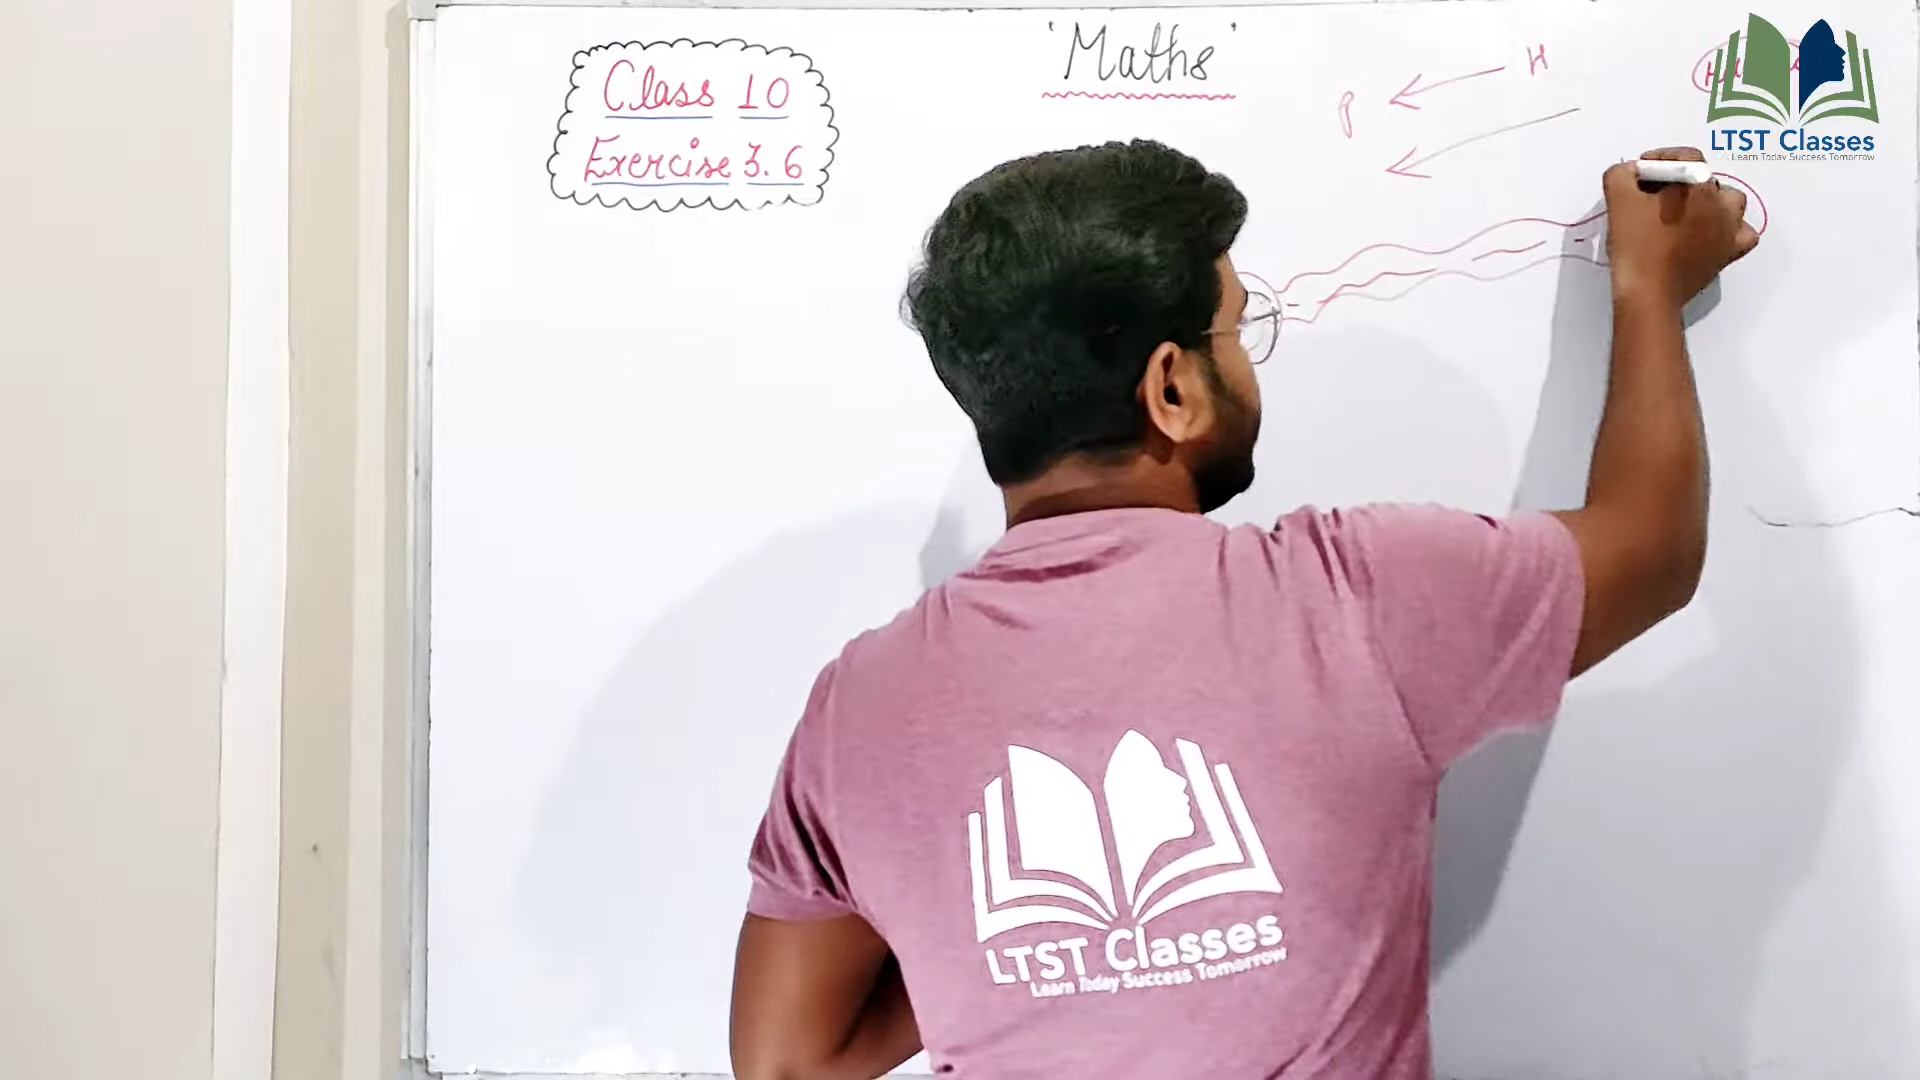 'Maths'
Class 10
Exercise 3.6
H
P
LTST Classes
Learn Today Success Tomorrow
LTST Classes
Learn Today Success Tomorrow